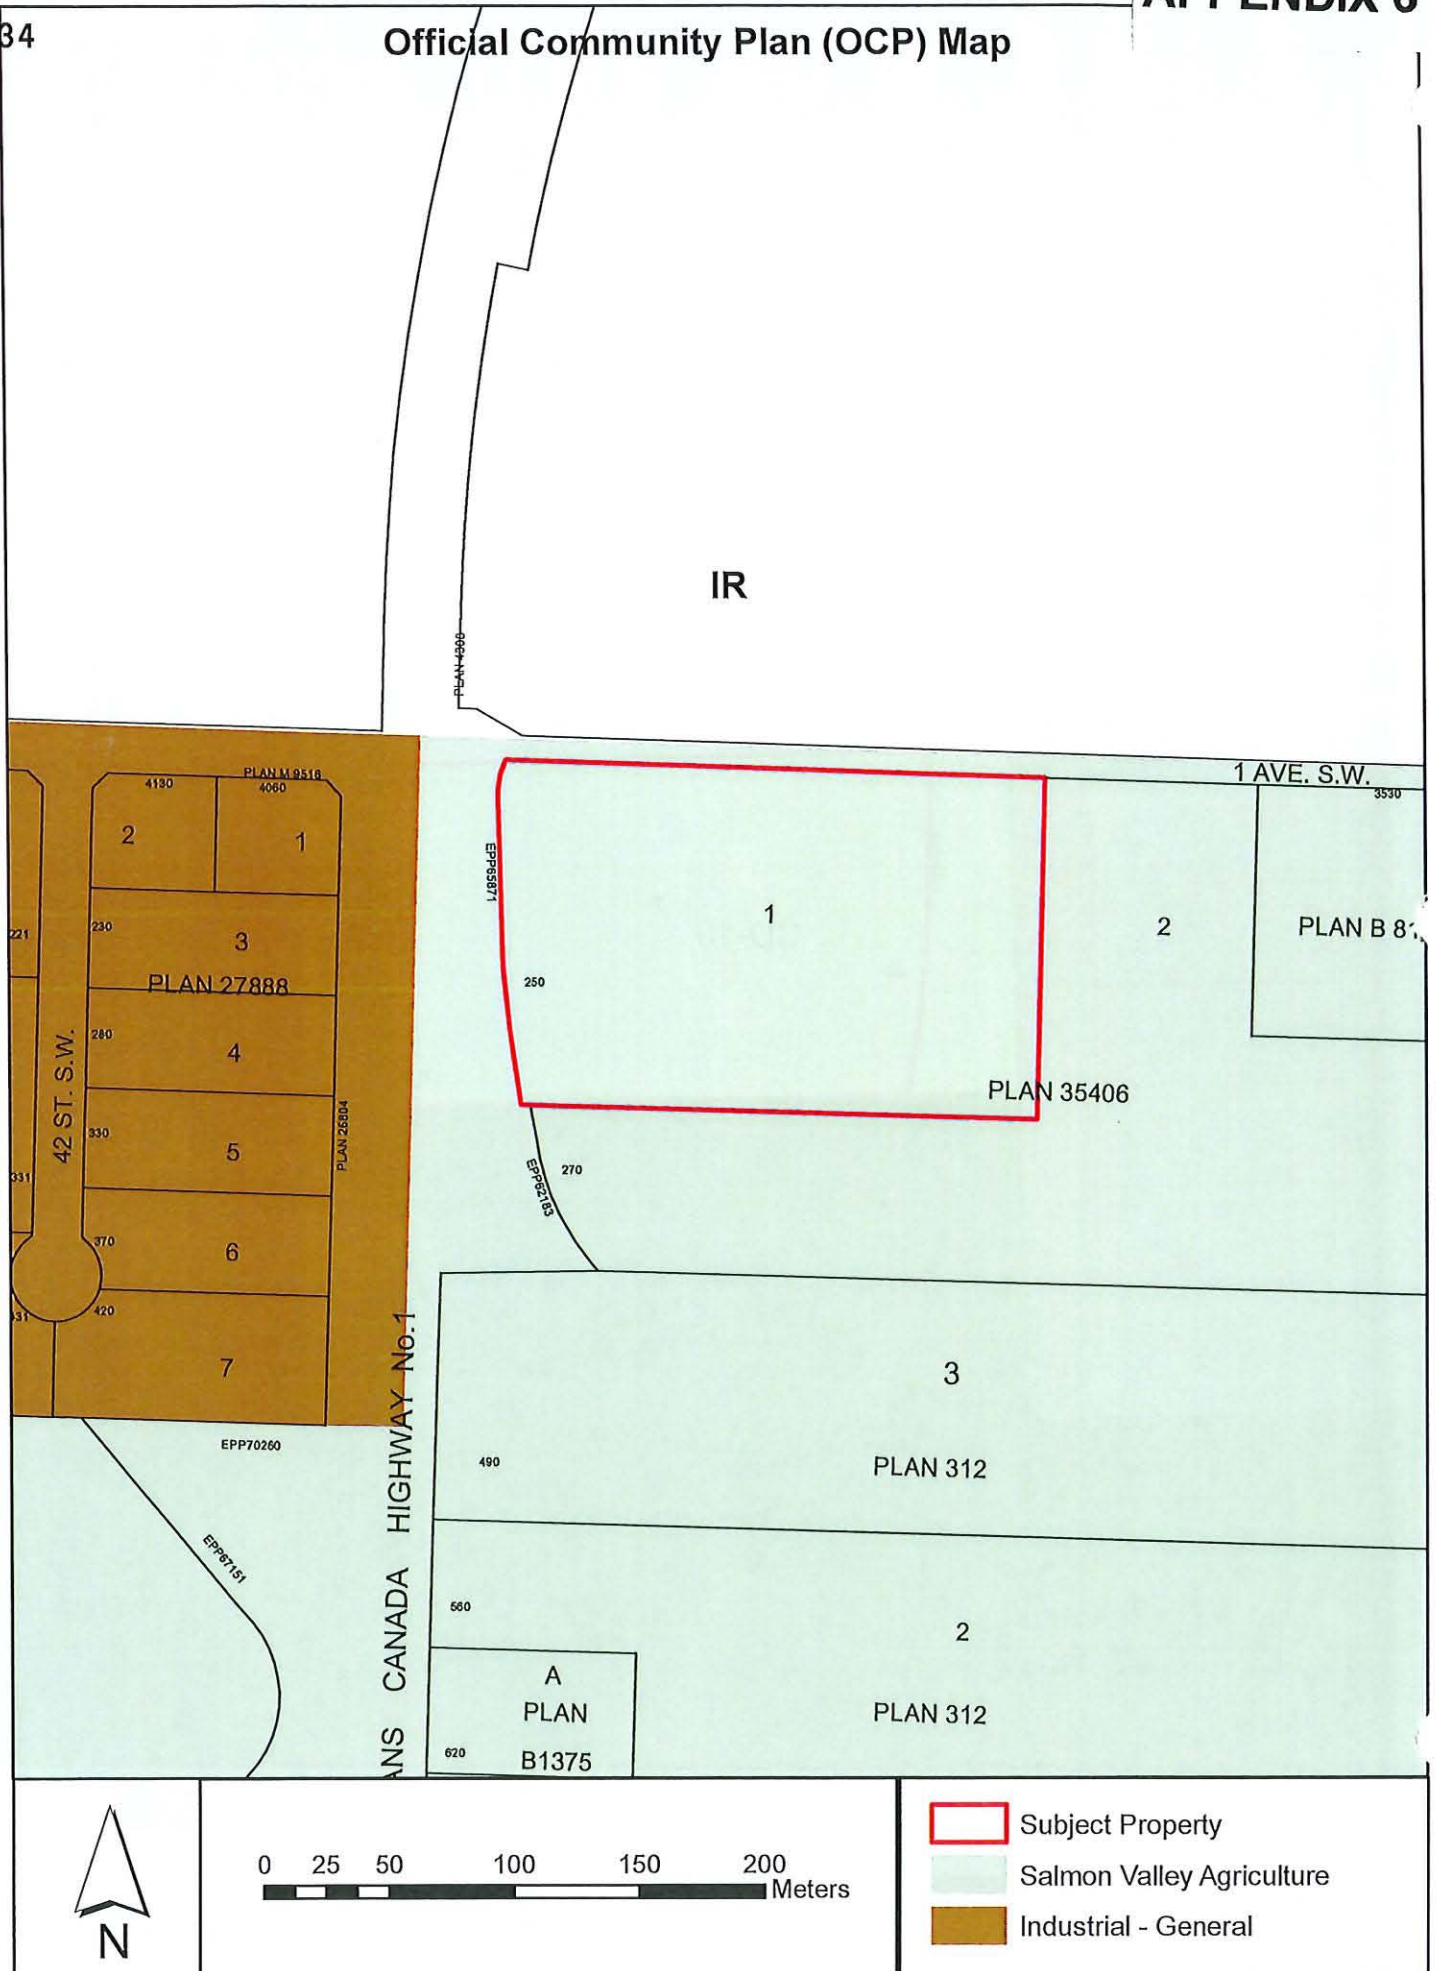 34
Official Community Plan (OCP) Map
IR
PLAN 4300
1 AVE. S.W.
3530
4130
PLAN M 9516
4060
2
1
EPP65871
1
2
221
230
3
PLAN 27888
250
280
4
42 ST. S.W.
PLAN 35406
330
5
PLAN 26804
331
EPP62183
270
370
6
420
7
3
EPP70260
490
PLAN 312
EPP67151
CANADA HIGHWAY No.1
560
2
A
PLAN
B1375
PLAN 312
620
N
0 25 50 100 150 200
Meters
Subject Property
Salmon Valley Agriculture
Industrial - General